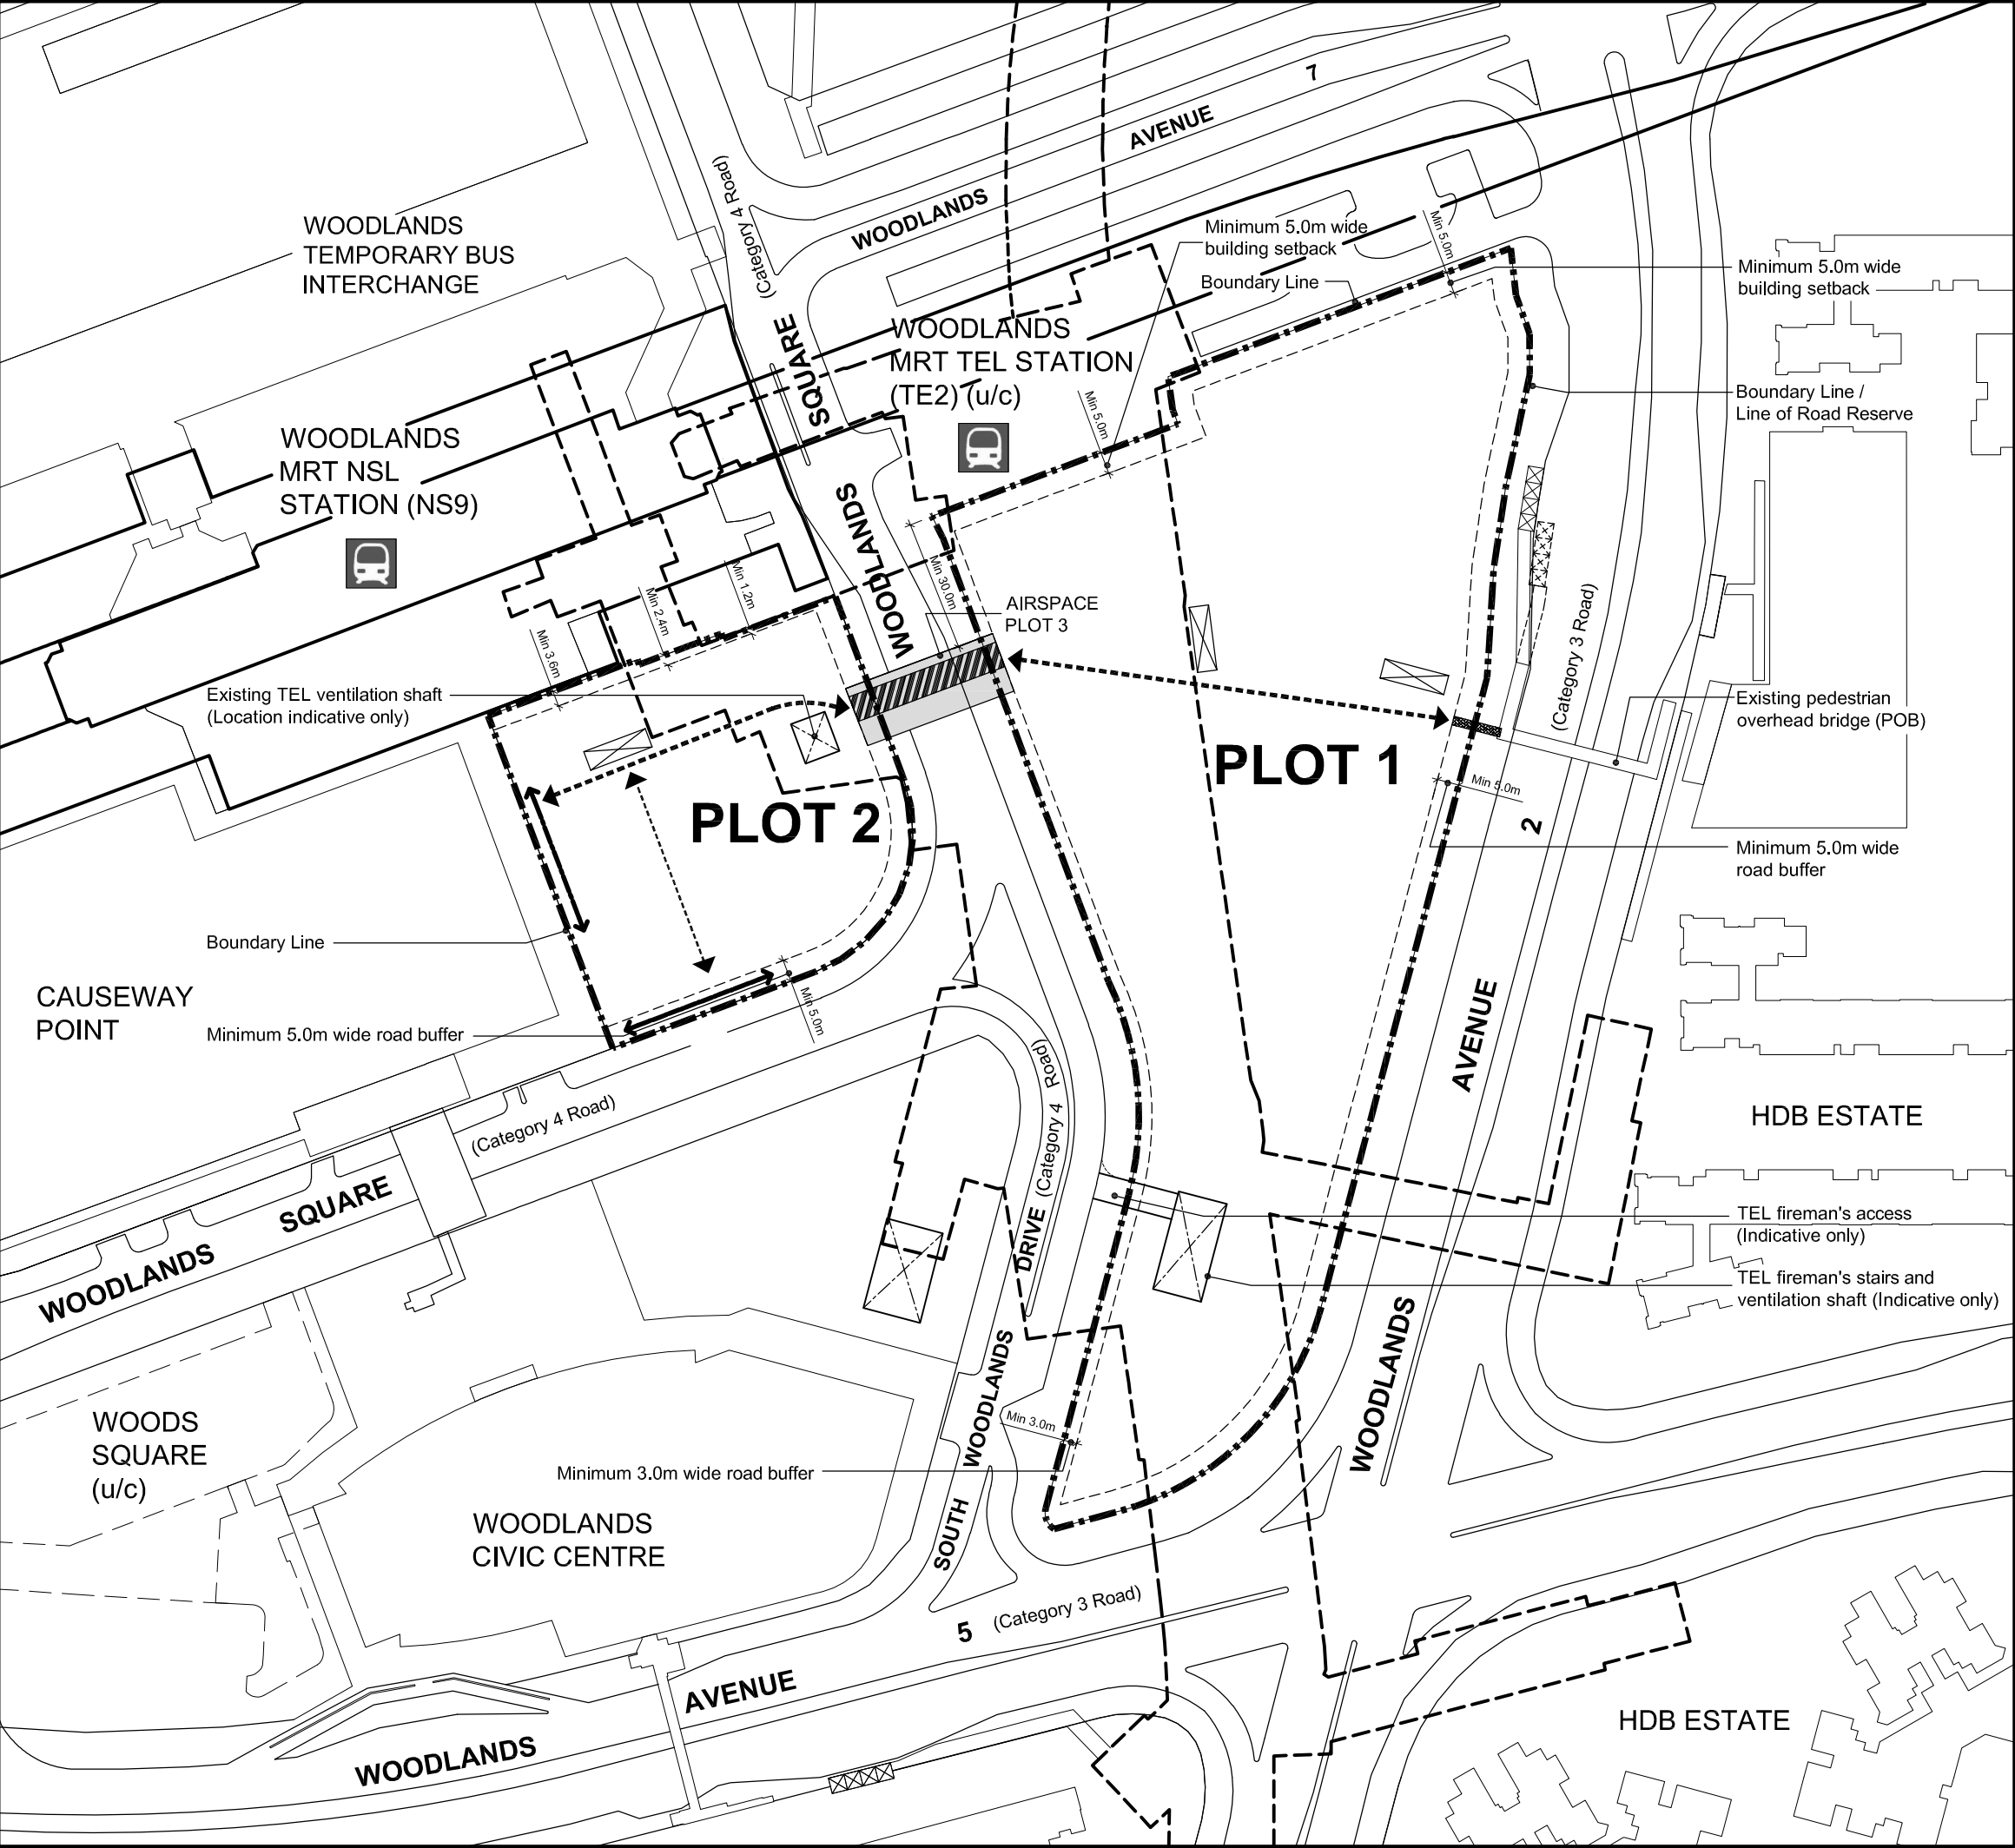 7
AVENUE
WOODLANDS
(Category 4 Road)
WOODLANDS
TEMPORARY BUS
INTERCHANGE
Minimum 5.0m wide
building setback
Boundary Line
Min 5.0m
Minimum 5.0m wide
building setback
SQUARE
WOODLANDS
WOODLANDS
MRT TEL STATION
(TE2) (u/c)
Min 5.0m
Boundary Line /
Line of Road Reserve
WOODLANDS
MRT NSL
STATION (NS9)
Min 30.0m
Min 1.2m
Min 2.4m
Min 3.6m
AIRSPACE
PLOT 3
(Category 3 Road)
Existing TEL ventilation shaft
(Location indicative only)
Existing pedestrian
overhead bridge (POB)
PLOT 1
PLOT 2
Min 5.0m
2
Minimum 5.0m wide
road buffer
Boundary Line
CAUSEWAY
POINT
Minimum 5.0m wide road buffer
Min 5.0m
AVENUE
WOODLANDS
(Category 4 Road)
HDB ESTATE
(Category 4 Road)
DRIVE
WOODLANDS
SOUTH
SQUARE
WOODLANDS
TEL fireman's access
(Indicative only)
TEL fireman's stairs and
ventilation shaft (Indicative only)
WOODS
SQUARE
(u/c)
Min 3.0m
Minimum 3.0m wide road buffer
WOODLANDS
CIVIC CENTRE
5
(Category 3 Road)
AVENUE
WOODLANDS
HDB ESTATE